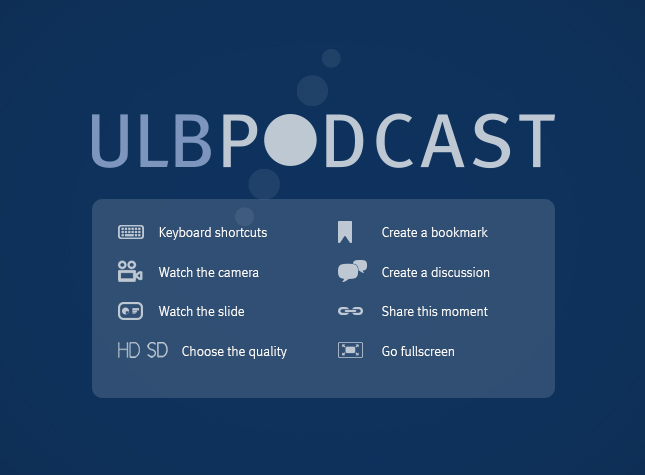 ULBPODCAST
Keyboard shortcuts
Create a bookmark
Watch the camera
Create a discussion
Watch the slide
Share this moment
HD SD Choose the quality
Go fullscreen